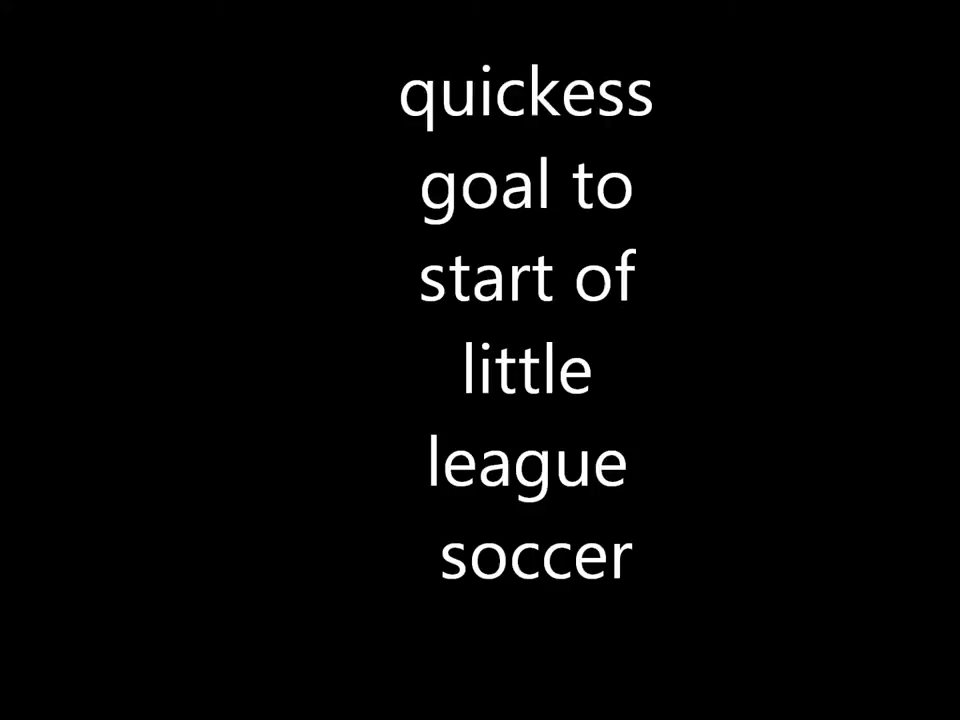 quickess
goal to
start of
little
league
soccer